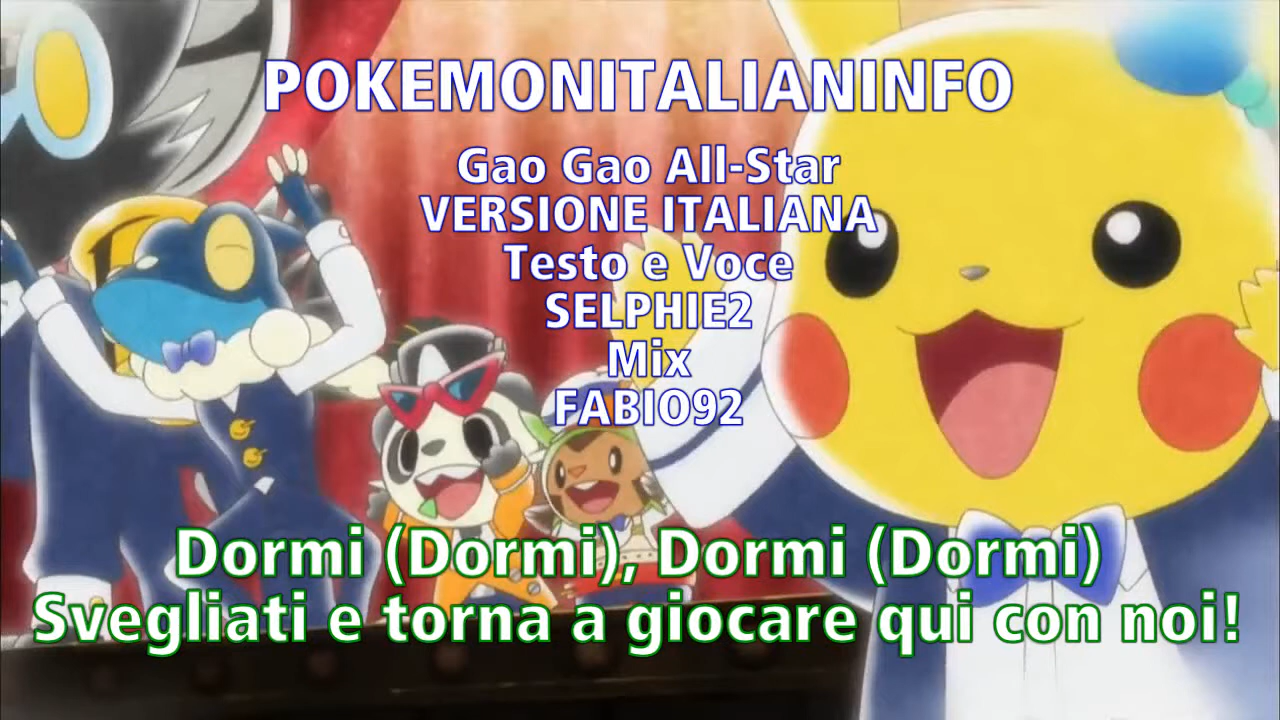 POKEMONITALIANINFO
Gao Gao All-Star
VERSIONE ITALIANA
Testo e Voce
SELPHIE2
Mix
FABIO92
Dormi (Dormi), Dormi (Dormi)
Svegliati e torna a giocare qui con noi!